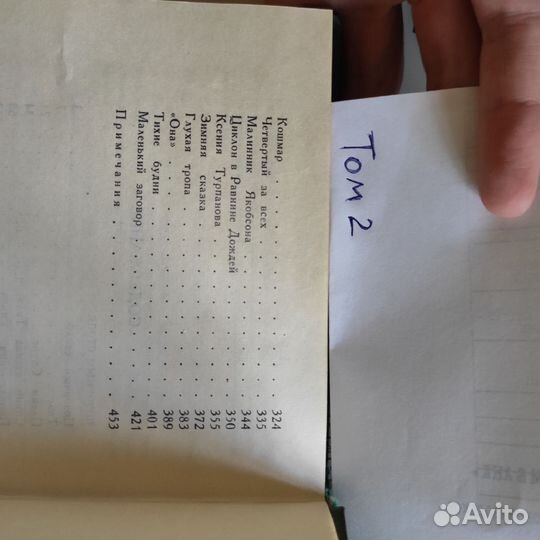 Кошмар . . . . . . . . . . . . 324
Четвертый за всех . . . . . . . 335
Малинник Якобсона . . . . . . . 344
Циклон в Равнине Дождей . . . . 350
Ксения Турпанова . . . . . . . 355
Зимняя сказка . . . . . . . . . 372
Глухая тропа . . . . . . . . . 383
«Она» . . . . . . . . . . . . . 389
Тихие будни . . . . . . . . . . 401
Маленький заговор . . . . . . . 421
Примечания . . . . . . . . . . 453
Том 2
Avito